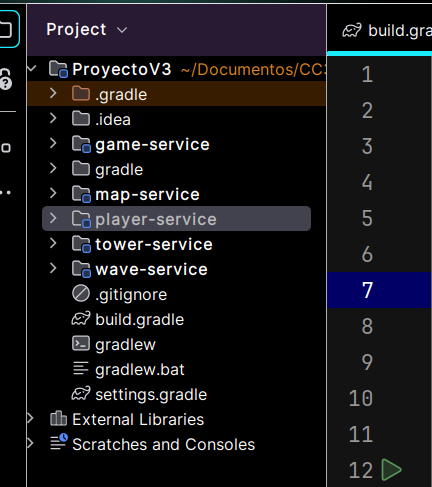 Project
build.gra
ProyectoV3 ~/Documentos/CC3
.gradle
.idea
game-service
gradle
map-service
player-service
tower-service
wave-service
.gitignore
build.gradle
gradlew
gradlew.bat
settings.gradle
External Libraries
Scratches and Consoles
1
2
3
4
5
6
7
8
9
10
11
12